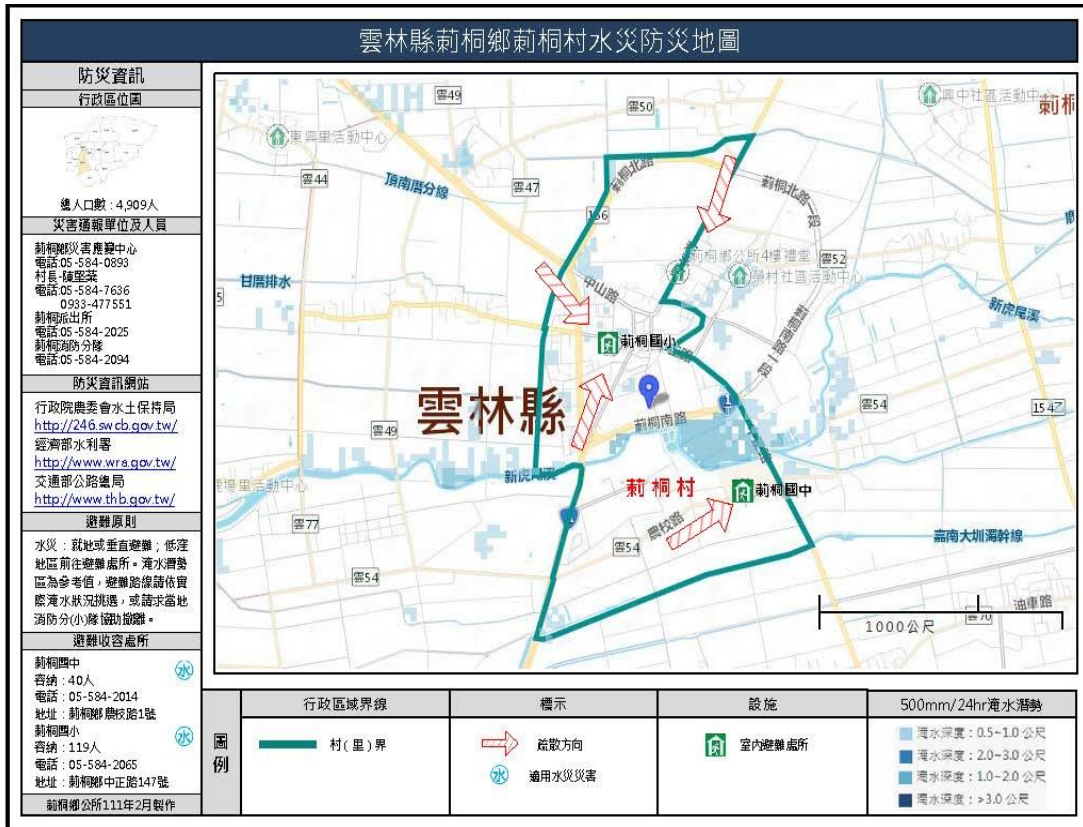 雲林縣莿桐鄉莿桐村水災防災地圖
防災資訊
行政區位圖
總人口數：4,909人
災害通報單位及人員
莿桐鄉災害應變中心
電話:05-584-0893
電話:05-584-7636
0933-477551
莿桐派出所
電話:05-584-2025
莿桐消防分隊
電話:05-584-2094
防災資訊網站
行政院農委會水土保持局
http://246.swcb.gov.tw/
經濟部水利署
http://www.wra.gov.tw/
交通部公路總局
http://www.thb.gov.tw/
避難原則
水災：就地或垂直避難；低窪
地區前往避難處所。淹水潛勢
區為參考值，避難路線請依實
際淹水狀況挑選，或請求當地
消防分(小)隊協助撤離。
避難收容處所
莿桐國中
水
容納：40人
電話：05-584-2014
地址：莿桐鄉農校路1號
莿桐國小
水
容納：119人
電話：05-584-2065
地址：莿桐鄉中正路147號
莿桐鄉公所111年2月製作
雲49
雲50
興中社區活動中心
莿桐
東興里活動中心
雲44
頂南厝分線
雲47
莿桐北路
莿桐北路一段
156
雲52
莿桐鄉公所4樓禮堂
榮村社區活動中心
甘厝排水
中山路
新虎尾溪
莿桐國小
莿桐南路一段
雲林縣
雲54
154乙
莿桐南路
雲49
新虎尾溪
莿桐村
莿桐國中
雲77
農校路
雲54
嘉南大圳濁幹線
雲54
油車路
雲70
1000公尺
圖例
行政區域界線
村(里)界
標示
疏散方向
水
適用水災災害
設施
室內避難處所
500mm/24hr淹水潛勢
淹水深度：0.5~1.0 公尺
淹水深度：2.0~3.0 公尺
淹水深度：1.0~2.0 公尺
淹水深度：>3.0 公尺